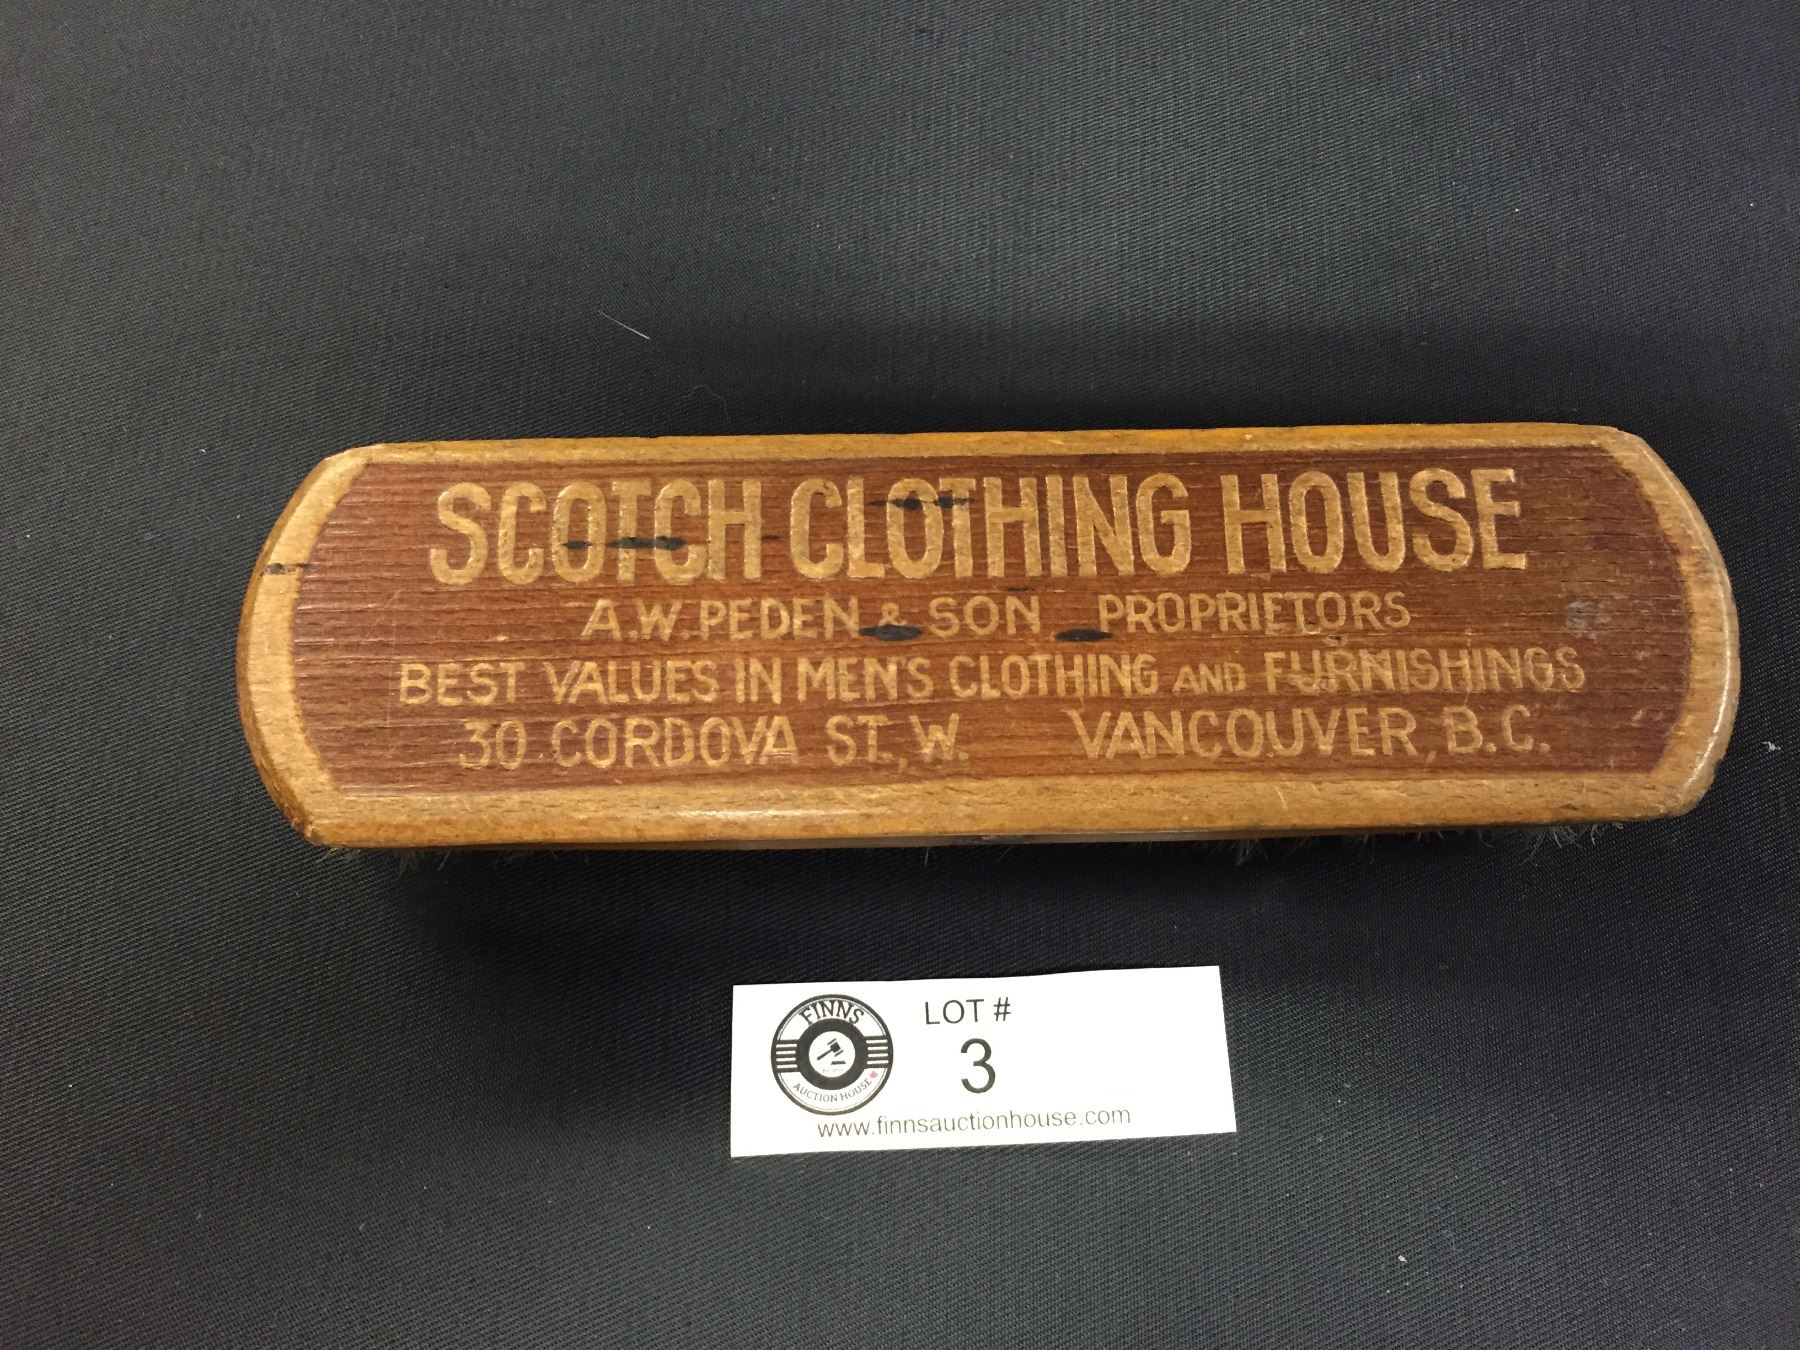 SCOTCH CLOTHING HOUSE
A.W. PEDEN & SON PROPRIETORS
BEST VALUES IN MEN'S CLOTHING AND FURNISHINGS
30 CORDOVA ST., W. VANCOUVER, B.C.
FINNS
AUCTION HOUSE
LOT #
3
www.finnsauctionhouse.com